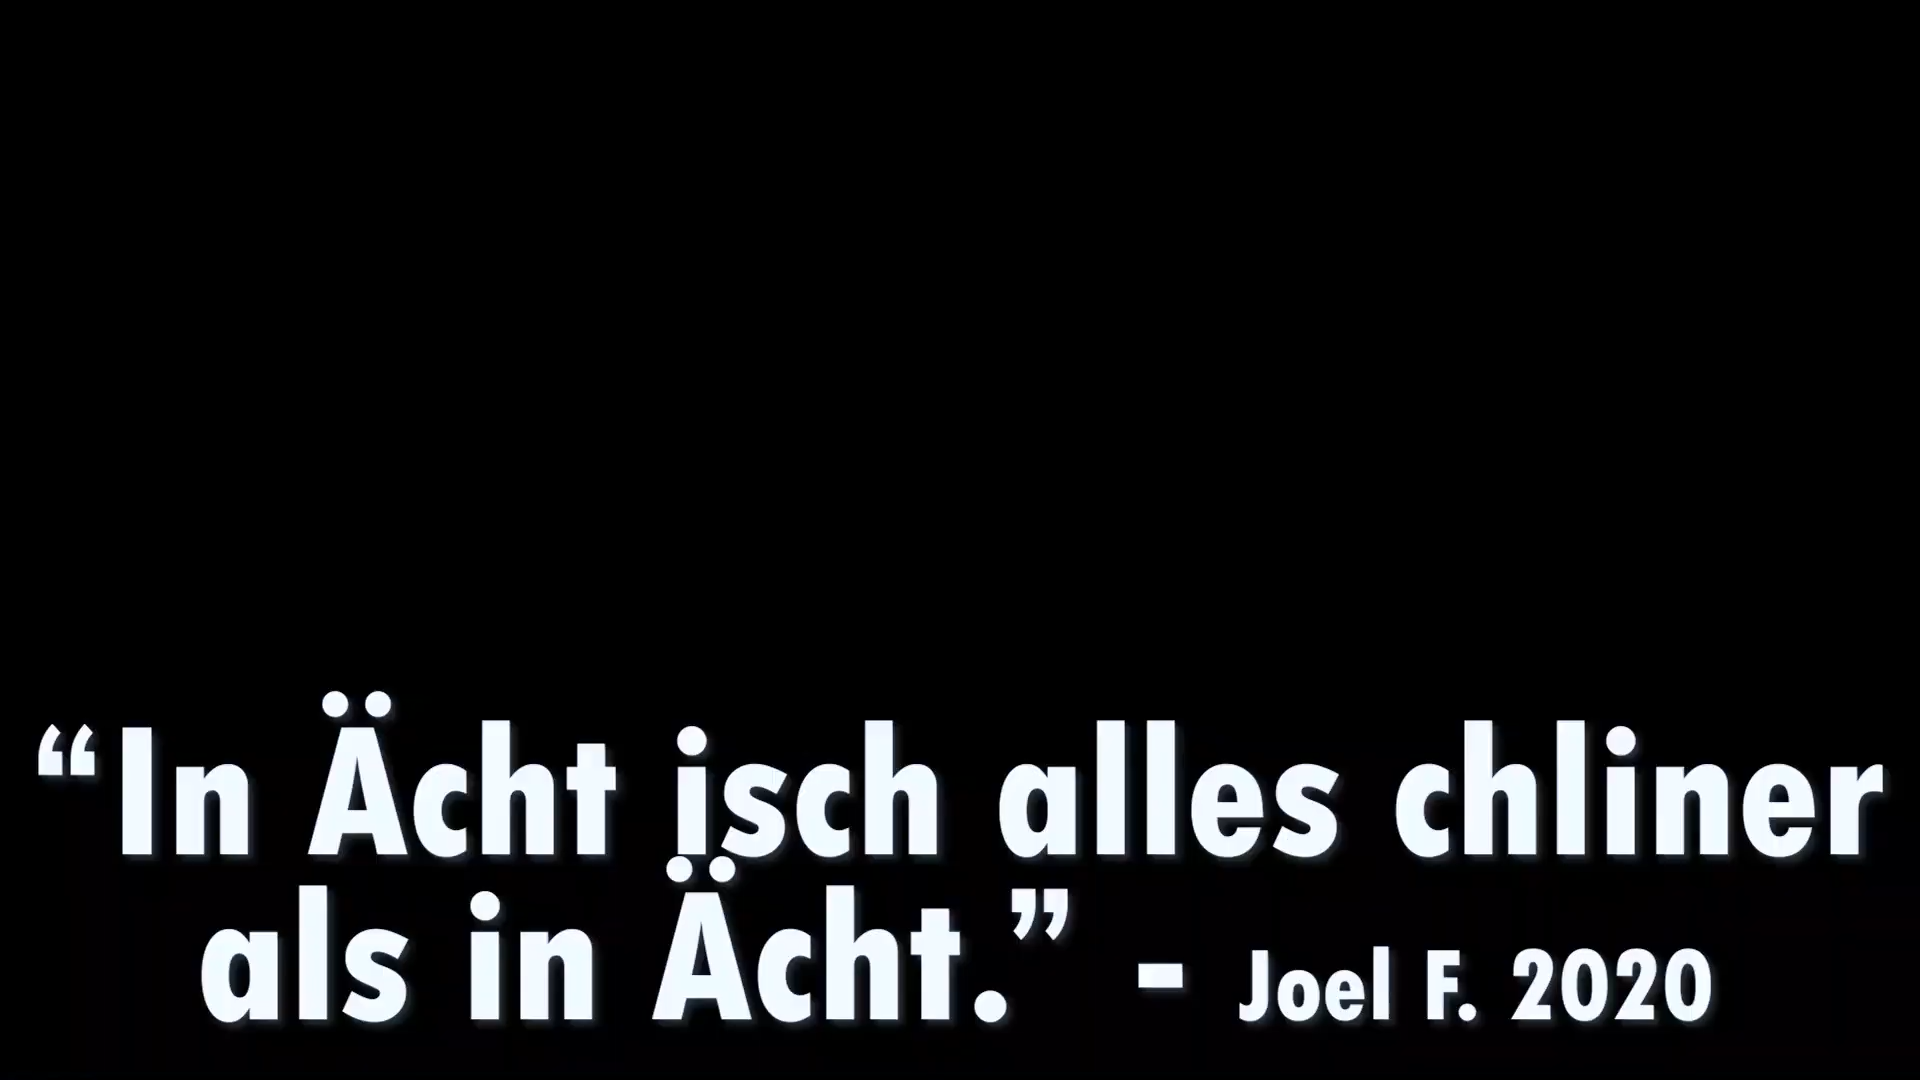 “In Ächt isch alles chliner
als in Ächt.” - Joel F. 2020